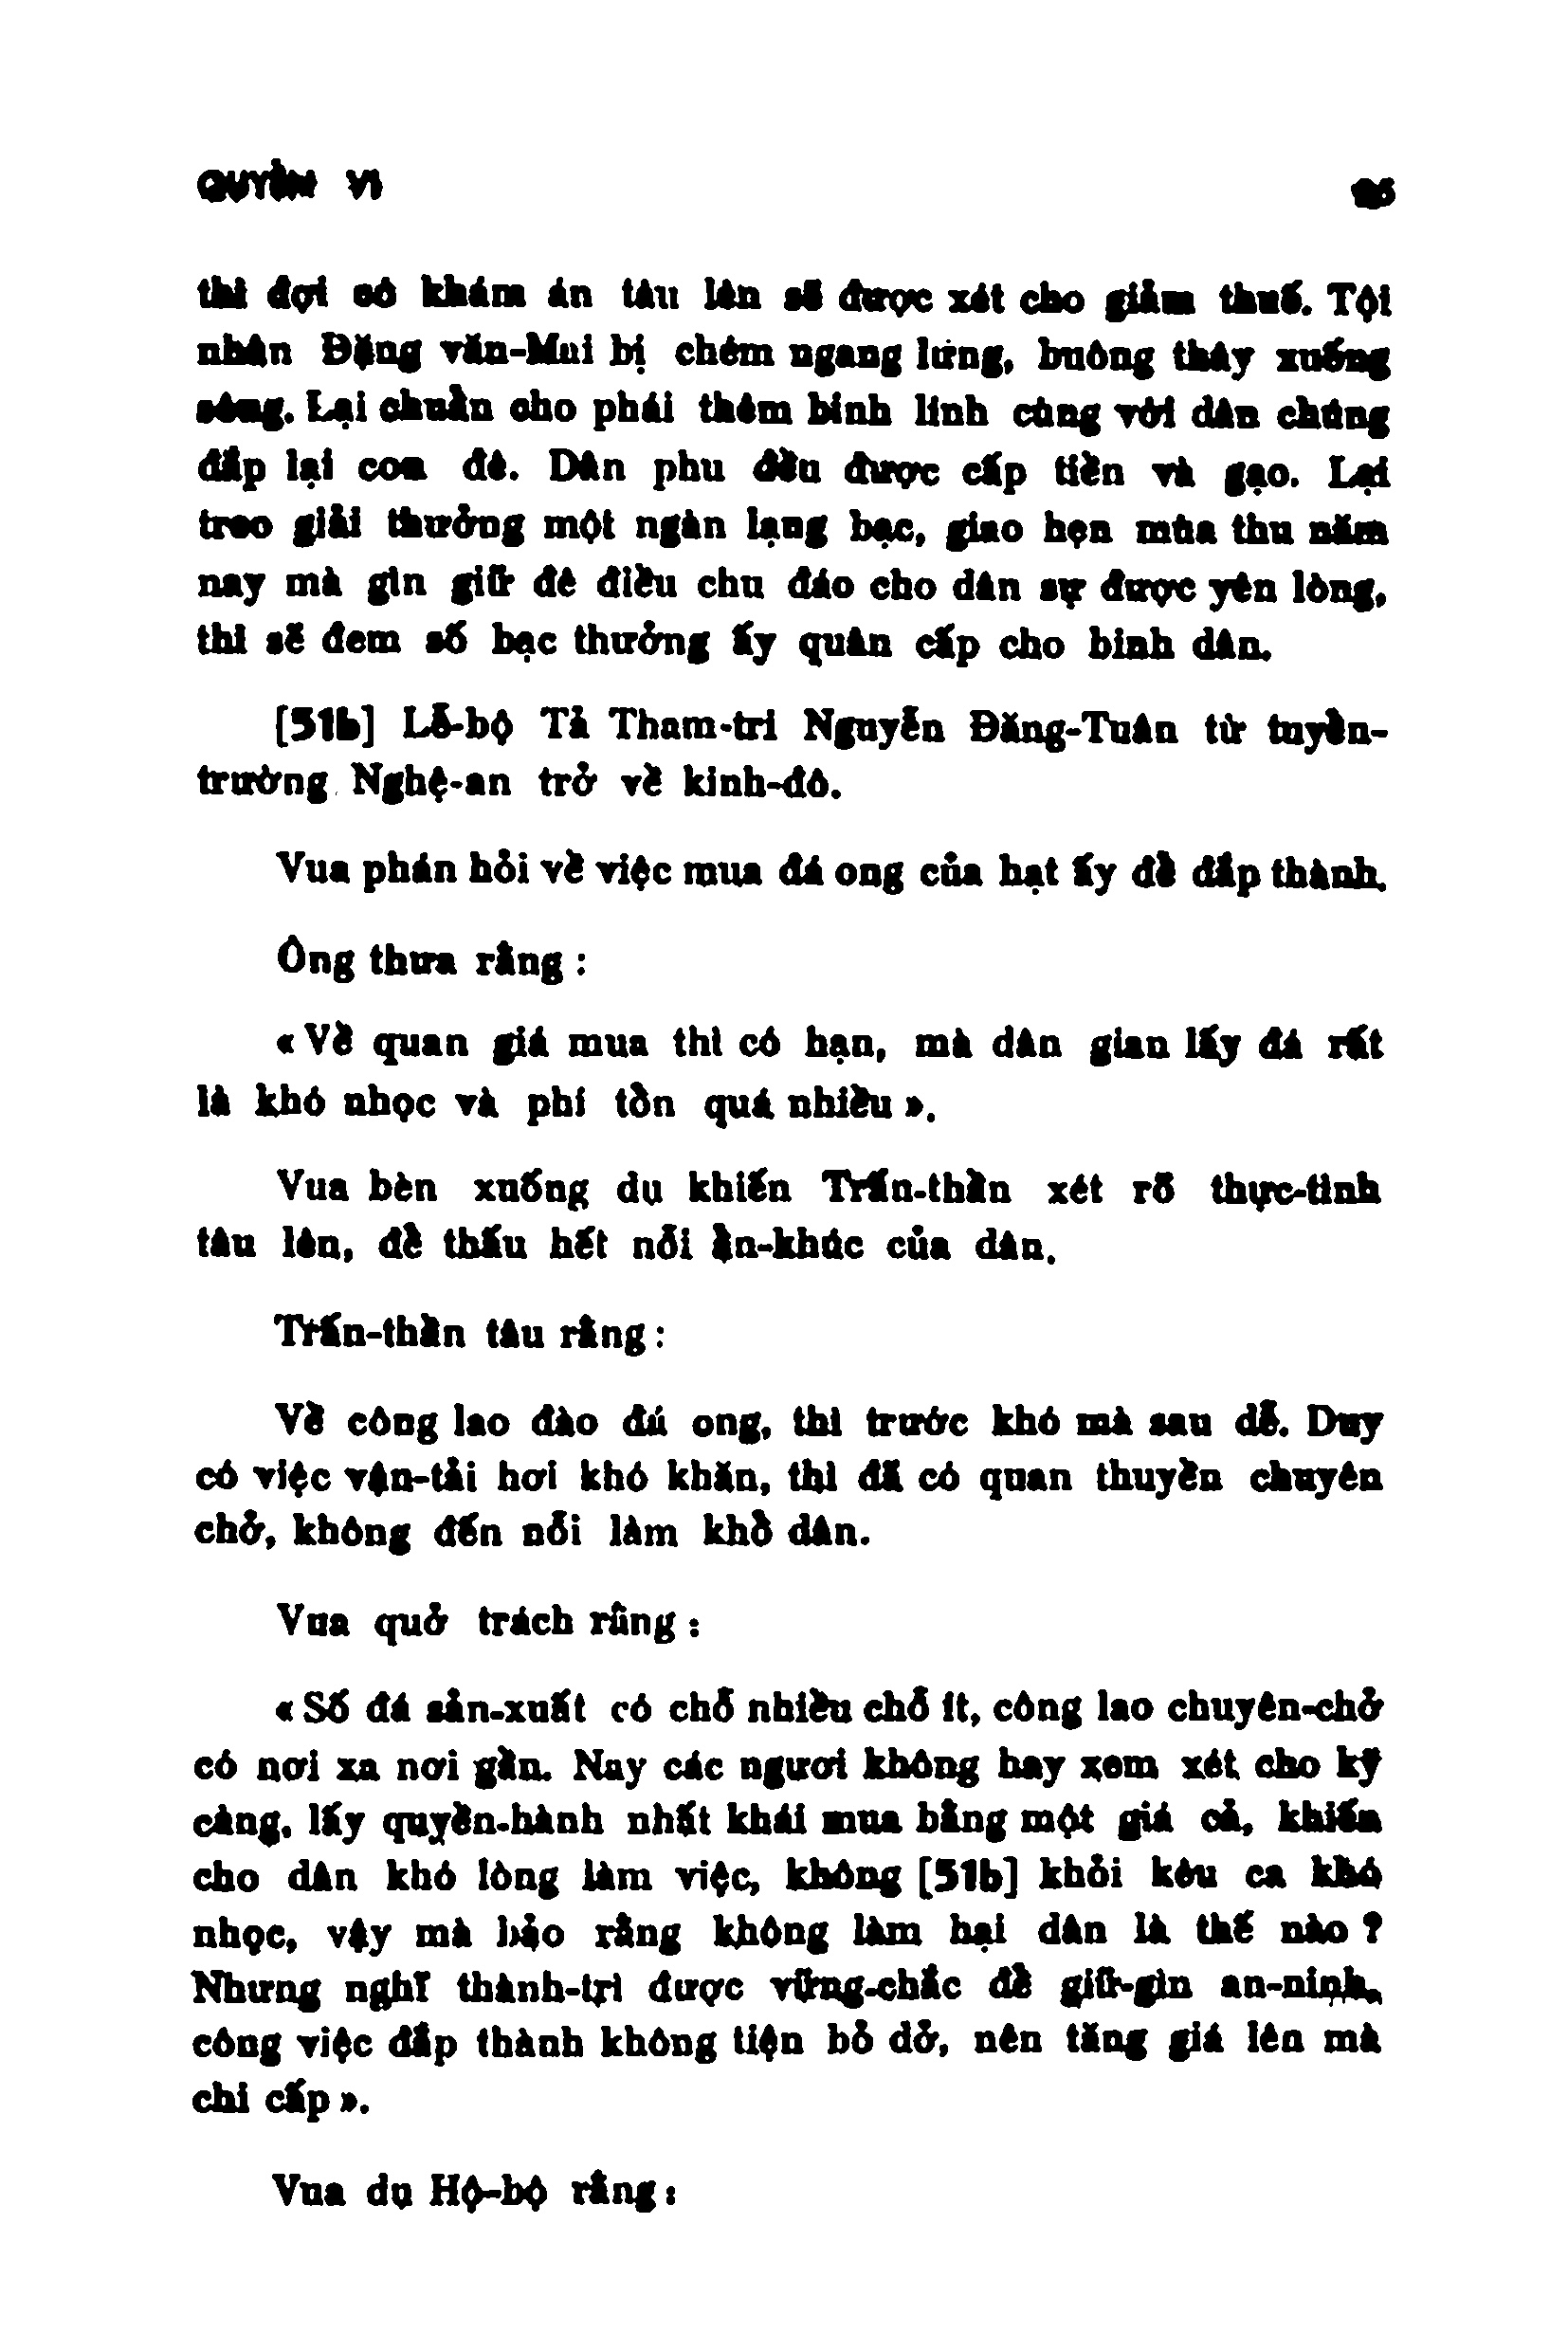 QUYỂN VI
thì đợi có khám án tâu lên sẽ được xét cho giảm thuế. Tội
nhân Đặng văn-Mui bị chém ngang lưng, buông thây xuống
sông. Lại chuẩn cho phái thêm binh lính cùng với dân chúng
đắp lại con đê. Dân phu đều được cấp tiền và gạo. Lại
treo giải thưởng một ngàn lạng bạc, giao hẹn mùa thu năm
nay mà gìn giữ đê điều chu đáo cho dân sự được yên lòng,
thì sẽ đem số bạc thưởng ấy quân cấp cho binh dân.
[51b] Lễ-bộ Tả Tham-tri Nguyễn Đăng-Tuân từ tuyển-
trường Nghệ-an trở về kinh-đô.
Vua phán hỏi về việc mua đá ong của hạt ấy để đắp thành.
Ông thưa rằng :
« Về quan giá mua thì có hạn, mà dân gian lấy đá rất
là khó nhọc và phí tổn quá nhiều ».
Vua bèn xuống dụ khiến Trấn-thần xét rõ thực-tình
tâu lên, để thấu hết nỗi ẩn-khúc của dân.
Trấn-thần tâu rằng :
Về công lao đào đá ong, thì trước khó mà sau dễ. Duy
có việc vận-tải hơi khó khăn, thì đã có quan thuyền chuyên
chở, không đến nỗi làm khổ dân.
Vua quở trách rằng :
« Số đá sản-xuất có chỗ nhiều chỗ ít, công lao chuyên-chở
có nơi xa nơi gần. Nay các ngươi không hay xem xét cho kỹ
càng, lấy quyền-hành nhất khái mua bằng một giá cả, khiến
cho dân khó lòng làm việc, không [51b] khỏi kêu ca khó
nhọc, vậy mà bảo rằng không làm hại dân là thế nào ?
Nhưng nghĩ thành-trì được vững-chắc để giữ-gìn an-ninh,
công việc đắp thành không tiện bỏ dở, nên tăng giá lên mà
chi cấp ».
Vua dụ Hộ-bộ rằng :